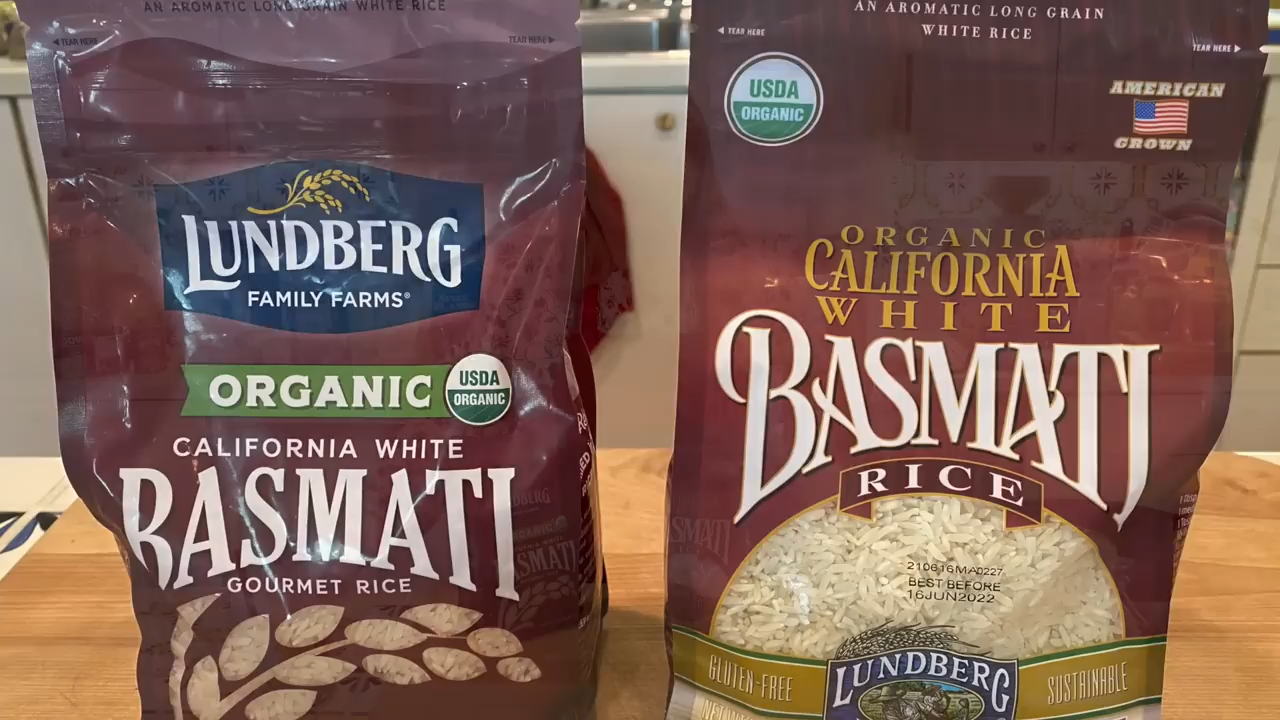 AN AROMATIC LONG GRAIN WHITE RICE
TEAR HERE
TEAR HERE
LUNDBERG
FAMILY FARMS®
ORGANIC
USDA
ORGANIC
CALIFORNIA WHITE
BASMATI
GOURMET RICE
AN AROMATIC LONG GRAIN
WHITE RICE
TEAR HERE
TEAR HERE
USDA
ORGANIC
AMERICAN
GROWN
ORGANIC
CALIFORNIA
WHITE
BASMATI
RICE
210616MA0227
BEST BEFORE
16JUN2022
GLUTEN-FREE
LUNDBERG
SUSTAINABLE